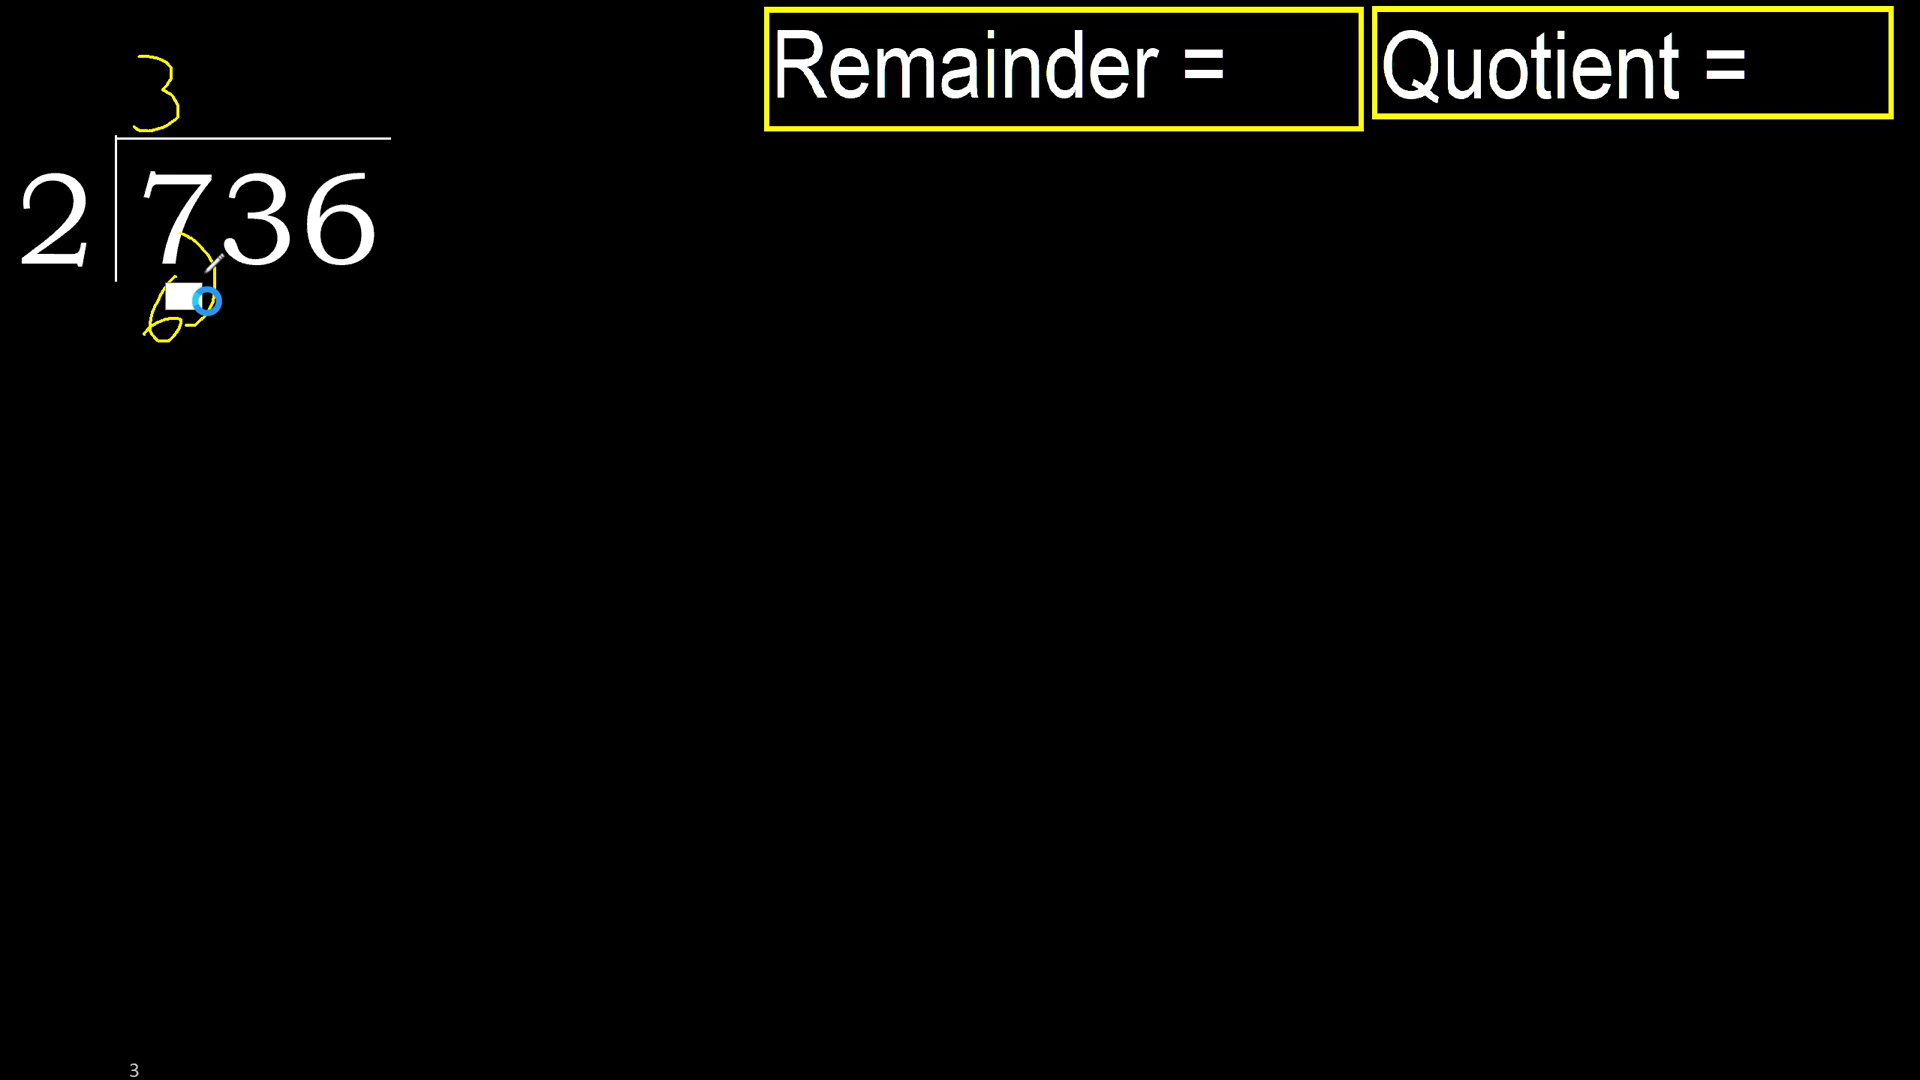 Remainder =
Quotient =
3
2 736
6
3